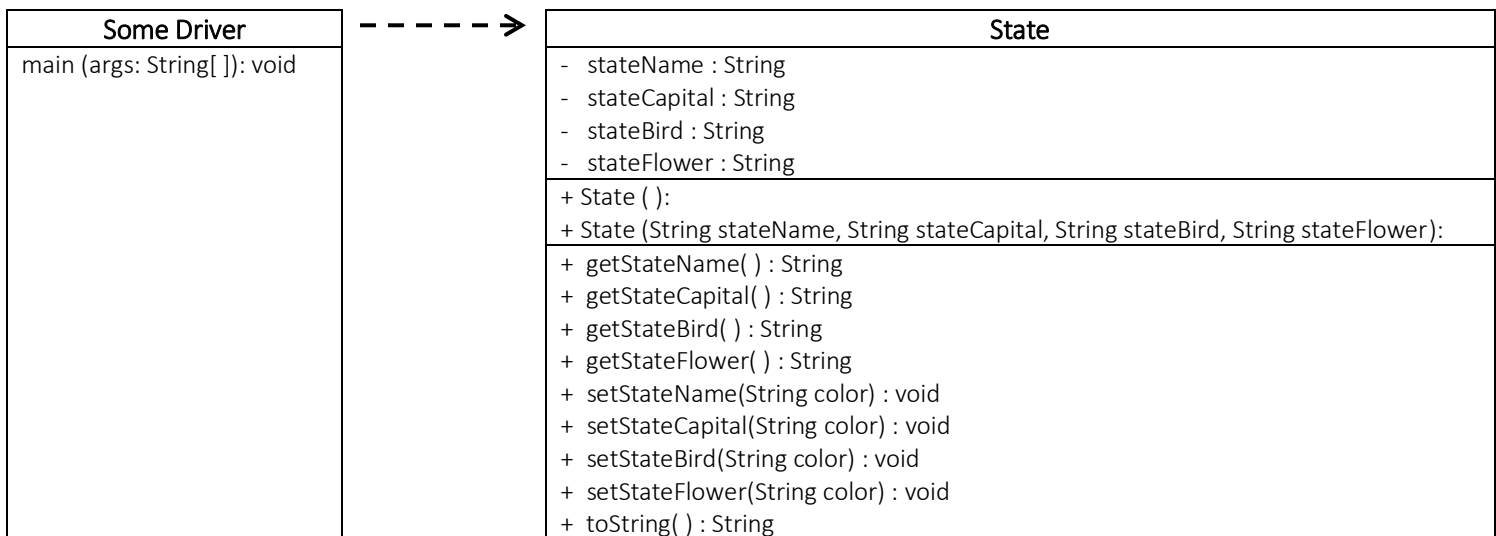 Some Driver
main (args: String[ ]): void
State
- stateName : String
- stateCapital : String
- stateBird : String
- stateFlower : String
+ State ( ):
+ State (String stateName, String stateCapital, String stateBird, String stateFlower):
+ getStateName( ) : String
+ getStateCapital( ) : String
+ getStateBird( ) : String
+ getStateFlower( ) : String
+ setStateName(String color) : void
+ setStateCapital(String color) : void
+ setStateBird(String color) : void
+ setStateFlower(String color) : void
+ toString( ) : String